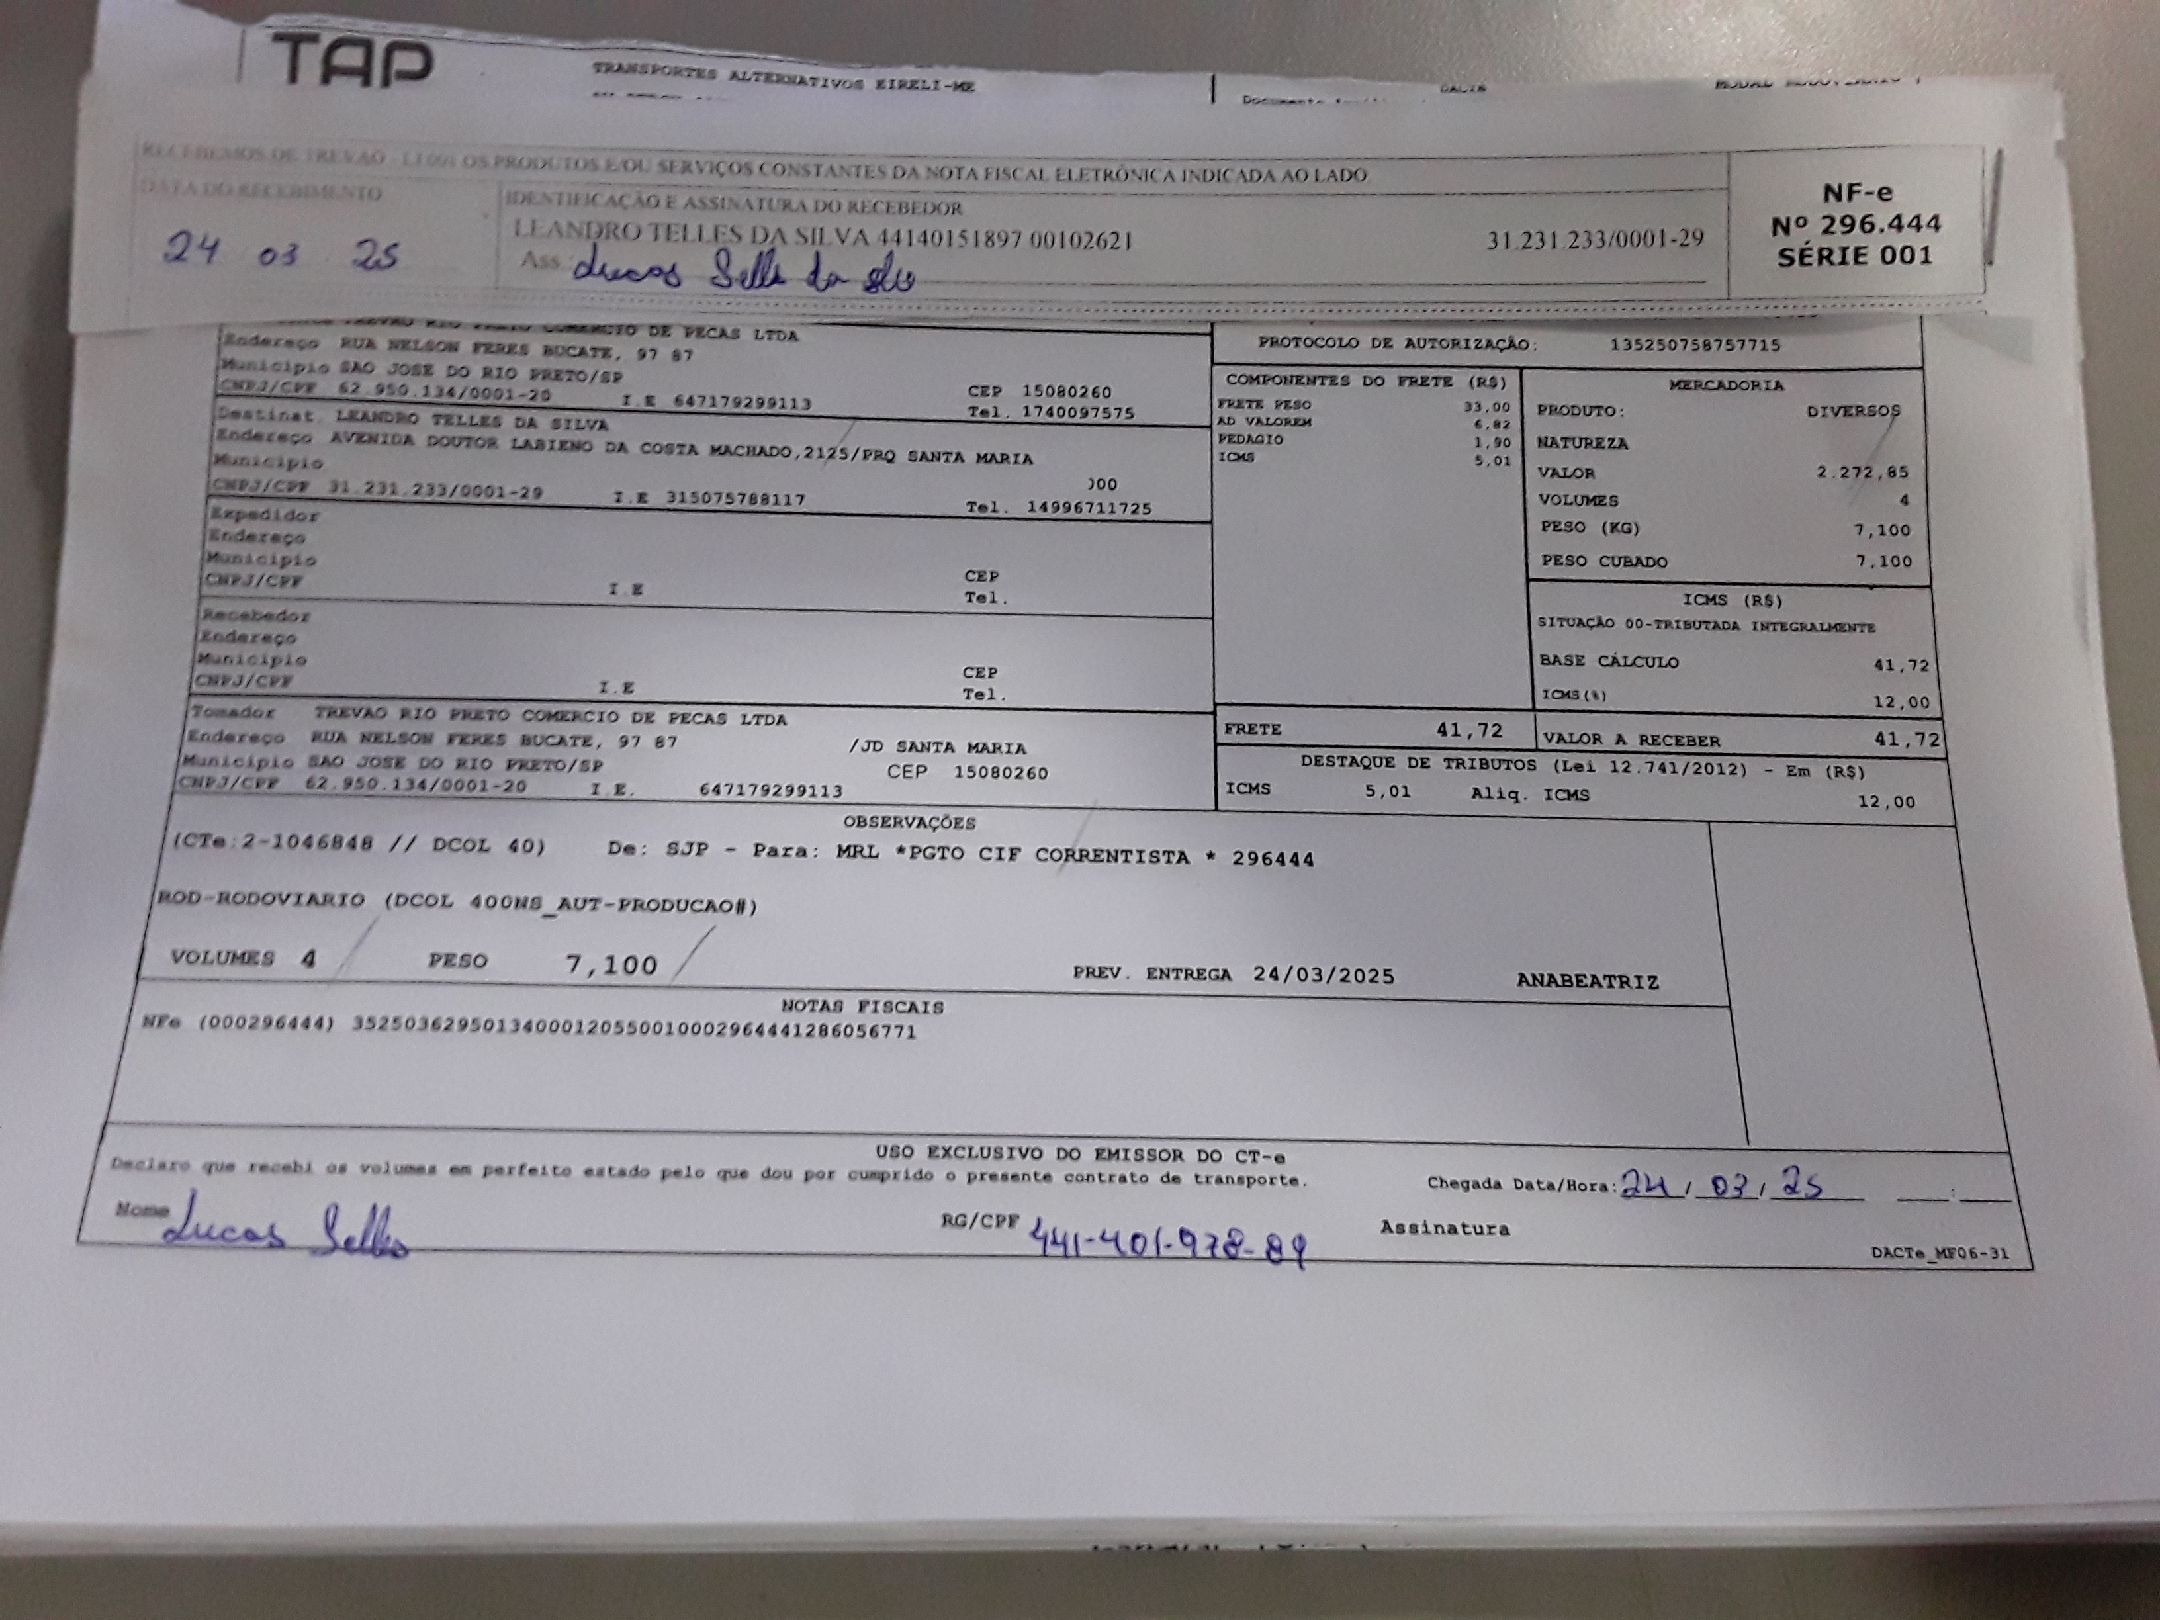 TAP
TRANSPORTES ALTERNATIVOS EIRELI-ME
RECEBEMOS DE TREVAO - LT001 OS PRODUTOS E/OU SERVIÇOS CONSTANTES DA NOTA FISCAL ELETRÔNICA INDICADA AO LADO
DATA DO RECEBIMENTO
24 03 25
IDENTIFICAÇÃO E ASSINATURA DO RECEBEDOR
LEANDRO TELLES DA SILVA 44140151897 00102621 31.231.233/0001-29
Ass. Lucas
NF-e
Nº 296.444
SÉRIE 001
TREVAO RIO PRETO COMERCIO DE PECAS LTDA
Endereço RUA NELSON FERES BUCATE, 97 87
Municipio SAO JOSE DO RIO PRETO/SP CEP 15080260
CNPJ/CPF 62.950.134/0001-20 I.E 647179299113 Tel. 1740097575
Destinat. LEANDRO TELLES DA SILVA
Endereço AVENIDA DOUTOR LABIENO DA COSTA MACHADO,2125/PRQ SANTA MARIA
Municipio 00
CNPJ/CPF 31.231.233/0001-29 I.E 315075788117 Tel. 14996711725
Expedidor
Endereço
Municipio CEP
CNPJ/CPF I.E Tel.
Recebedor
Endereço
Municipio CEP
CNPJ/CPF I.E Tel.
Tomador TREVAO RIO PRETO COMERCIO DE PECAS LTDA
Endereço RUA NELSON FERES BUCATE, 97 87 /JD SANTA MARIA
Municipio SAO JOSE DO RIO PRETO/SP CEP 15080260
CNPJ/CPF 62.950.134/0001-20 I.E. 647179299113
PROTOCOLO DE AUTORIZAÇÃO: 135250758757715
COMPONENTES DO FRETE (R$)
FRETE PESO 33,00
AD VALOREM 6,82
PEDAGIO 1,90
ICMS 5,01
MERCADORIA
PRODUTO: DIVERSOS
NATUREZA
VALOR 2.272,85
VOLUMES 4
PESO (KG) 7,100
PESO CUBADO 7,100
ICMS (R$)
SITUAÇÃO 00-TRIBUTADA INTEGRALMENTE
BASE CÁLCULO 41,72
ICMS(%) 12,00
FRETE 41,72 VALOR A RECEBER 41,72
DESTAQUE DE TRIBUTOS (Lei 12.741/2012) - Em (R$)
ICMS 5,01 Aliq. ICMS 12,00
OBSERVAÇÕES
(CTe:2-1046848 // DCOL 40) De: SJP - Para: MRL *PGTO CIF CORRENTISTA * 296444
ROD-RODOVIARIO (DCOL 400NS_AUT-PRODUCAO#)
VOLUMES 4 PESO 7,100 PREV. ENTREGA 24/03/2025 ANABEATRIZ
NOTAS FISCAIS
NFe (000296444) 35250362950134000120550010002964441286056771
USO EXCLUSIVO DO EMISSOR DO CT-e
Declaro que recebi os volumes em perfeito estado pelo que dou por cumprido o presente contrato de transporte.
Chegada Data/Hora: 24/03/25 __:__
Nome Lucas RG/CPF 441-401-978-89 Assinatura
DACTe_MF06-31